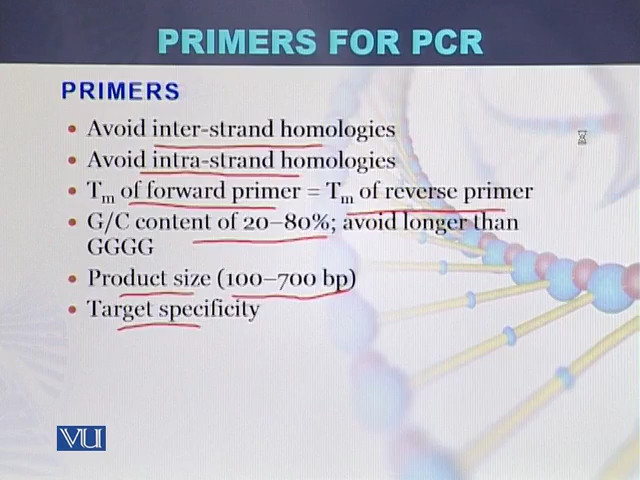 PRIMERS FOR PCR
PRIMERS
• Avoid inter-strand homologies
• Avoid intra-strand homologies
• Tm of forward primer = Tm of reverse primer
• G/C content of 20–80%; avoid longer than
GGGG
• Product size (100–700 bp)
• Target specificity
VU